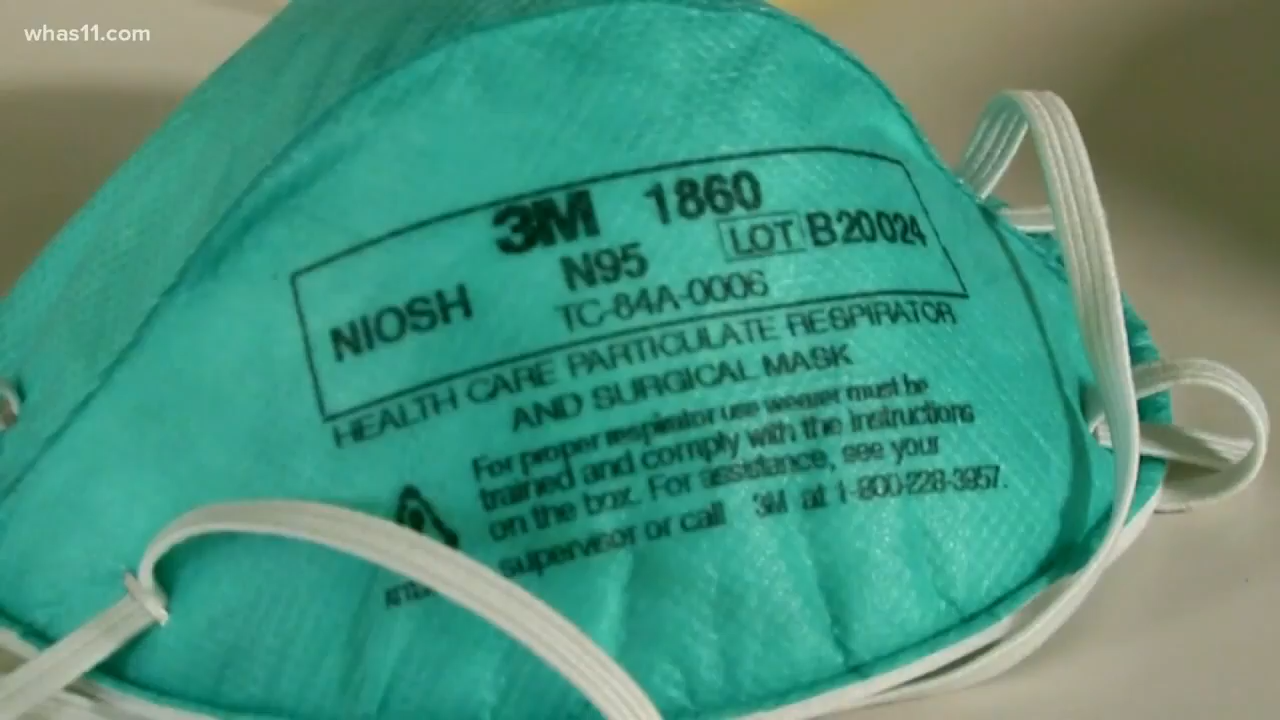 whas11.com
3M 1860
N95 LOT B20024
NIOSH TC-84A-0006
HEALTH CARE PARTICULATE RESPIRATOR
AND SURGICAL MASK
For proper respirator use wearer must be
trained and comply with the instructions
on the box. For assistance, see your
supervisor or call 3M at 1-800-228-3957.